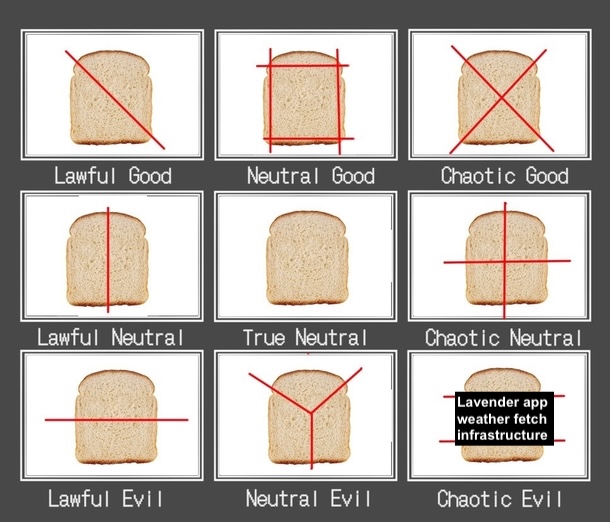 Lawful Good
Neutral Good
Chaotic Good
Lawful Neutral
True Neutral
Chaotic Neutral
Lavender app
weather fetch
infrastructure
Lawful Evil
Neutral Evil
Chaotic Evil